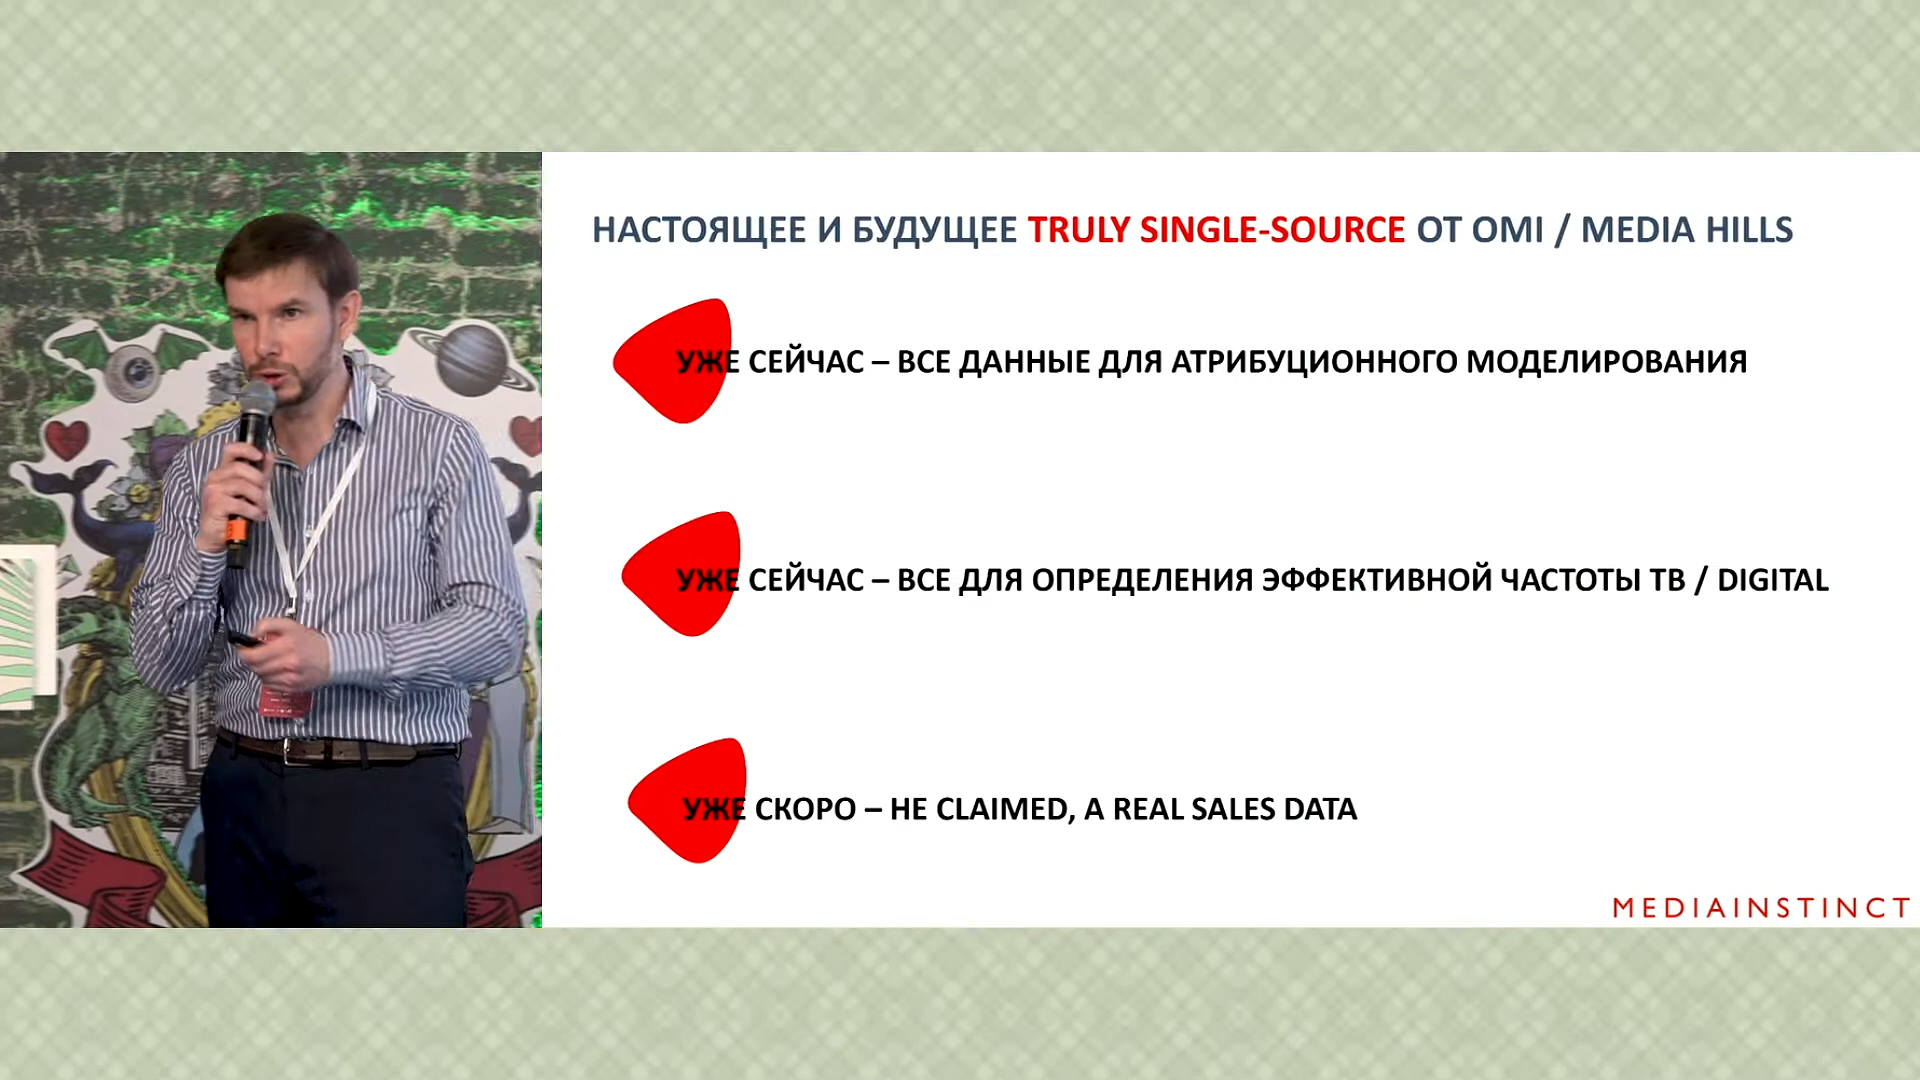 НАСТОЯЩЕЕ И БУДУЩЕЕ TRULY SINGLE-SOURCE ОТ OMI / MEDIA HILLS
УЖЕ СЕЙЧАС – ВСЕ ДАННЫЕ ДЛЯ АТРИБУЦИОННОГО МОДЕЛИРОВАНИЯ
УЖЕ СЕЙЧАС – ВСЕ ДЛЯ ОПРЕДЕЛЕНИЯ ЭФФЕКТИВНОЙ ЧАСТОТЫ ТВ / DIGITAL
УЖЕ СКОРО – НЕ CLAIMED, А REAL SALES DATA
MEDIAINSTINCT